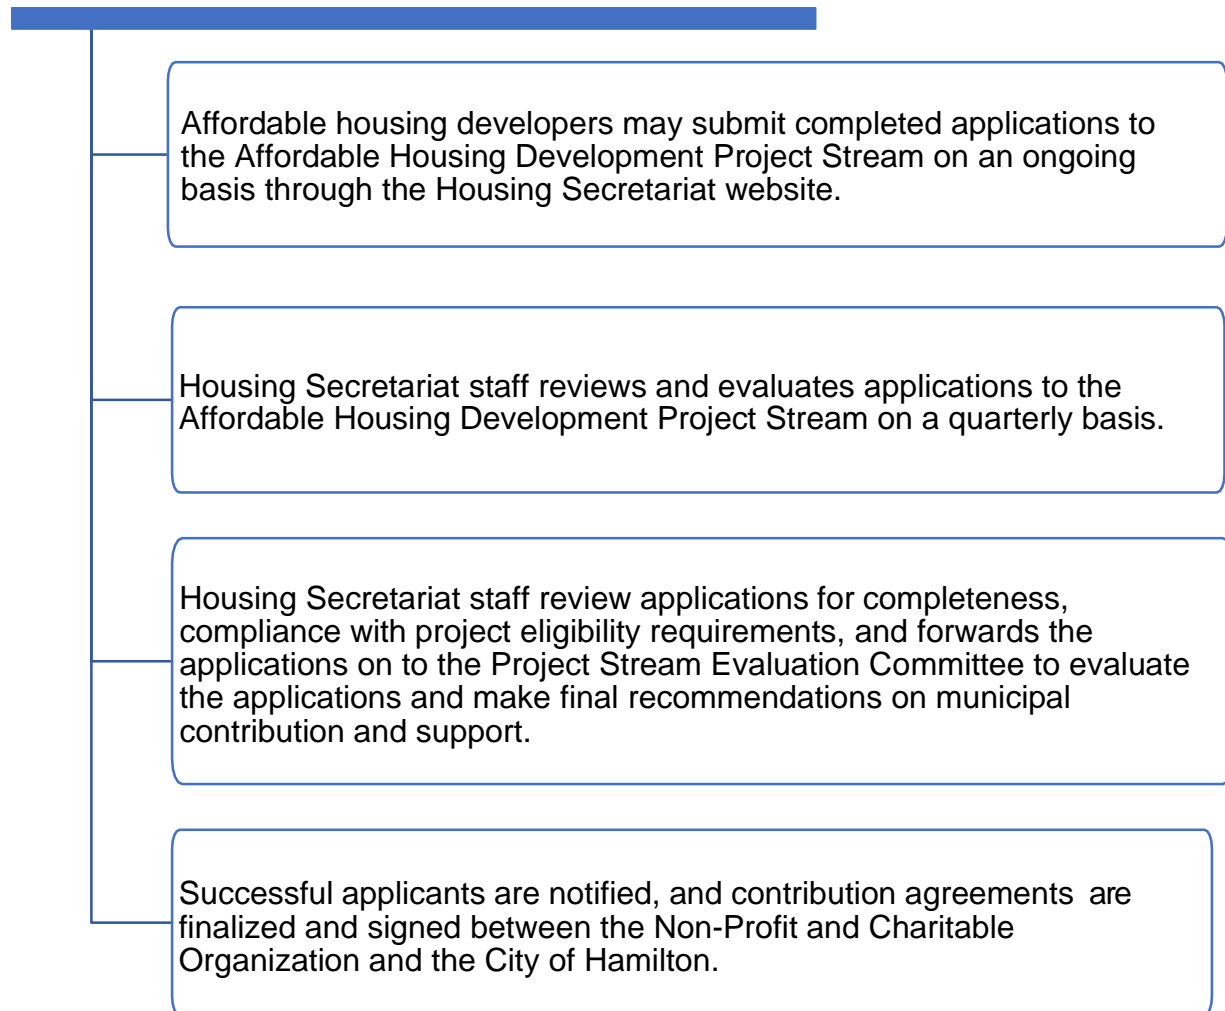 Affordable housing developers may submit completed applications to
the Affordable Housing Development Project Stream on an ongoing
basis through the Housing Secretariat website.
Housing Secretariat staff reviews and evaluates applications to the
Affordable Housing Development Project Stream on a quarterly basis.
Housing Secretariat staff review applications for completeness,
compliance with project eligibility requirements, and forwards the
applications on to the Project Stream Evaluation Committee to evaluate
the applications and make final recommendations on municipal
contribution and support.
Successful applicants are notified, and contribution agreements are
finalized and signed between the Non-Profit and Charitable
Organization and the City of Hamilton.